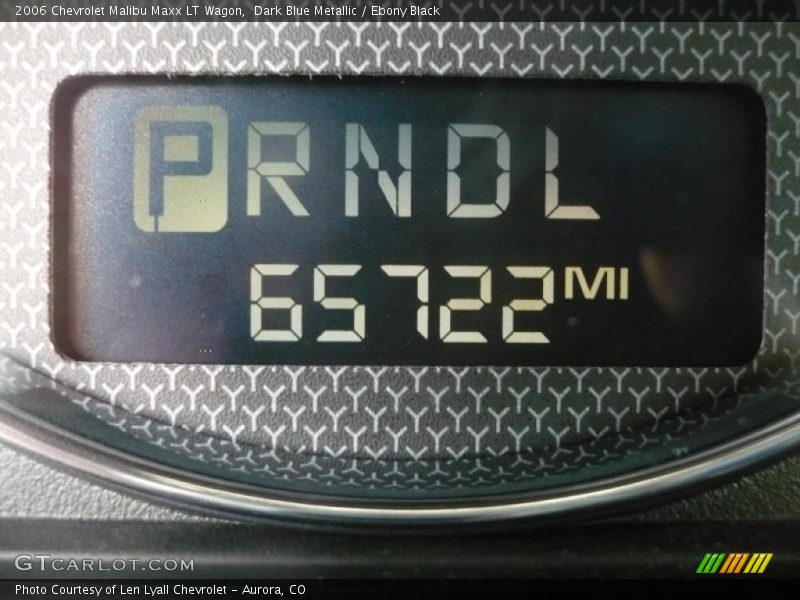 2006 Chevrolet Malibu Maxx LT Wagon, Dark Blue Metallic / Ebony Black
P R N D L
65722 MI
GTCARLOT.COM
Photo Courtesy of Len Lyall Chevrolet - Aurora, CO